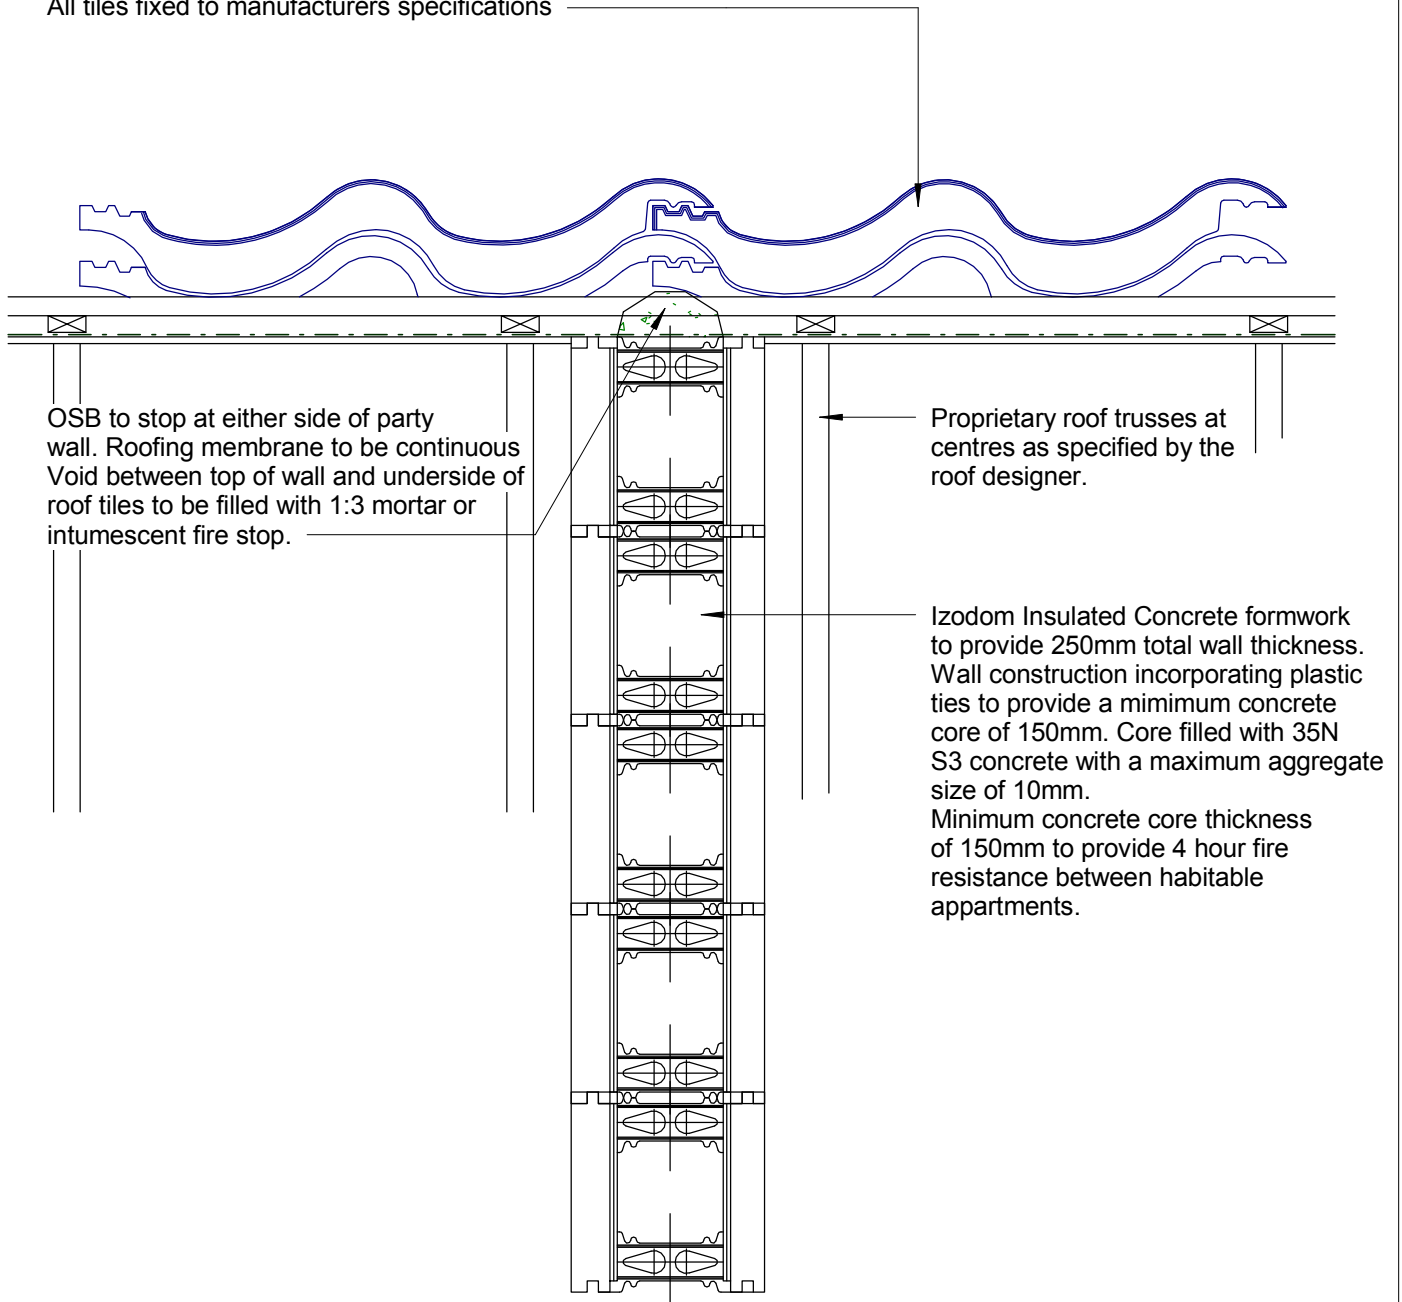 All tiles fixed to manufacturers specifications
OSB to stop at either side of party
wall. Roofing membrane to be continuous
Void between top of wall and underside of
roof tiles to be filled with 1:3 mortar or
intumescent fire stop.
Proprietary roof trusses at
centres as specified by the
roof designer.
Izodom Insulated Concrete formwork
to provide 250mm total wall thickness.
Wall construction incorporating plastic
ties to provide a mimimum concrete
core of 150mm. Core filled with 35N
S3 concrete with a maximum aggregate
size of 10mm.
Minimum concrete core thickness
of 150mm to provide 4 hour fire
resistance between habitable
appartments.